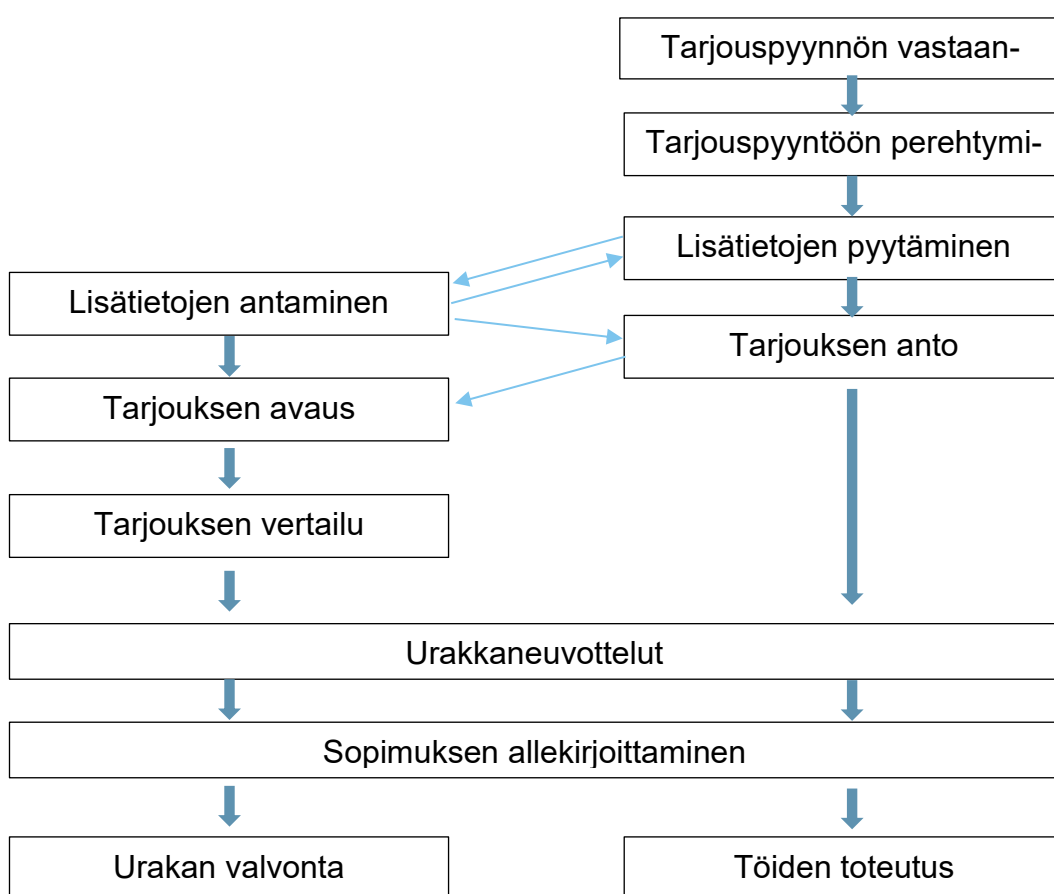 Tarjouspyynnön vastaan-
Tarjouspyyntöön perehtymi-
Lisätietojen pyytäminen
Lisätietojen antaminen
Tarjouksen anto
Tarjouksen avaus
Tarjouksen vertailu
Urakkaneuvottelut
Sopimuksen allekirjoittaminen
Urakan valvonta
Töiden toteutus